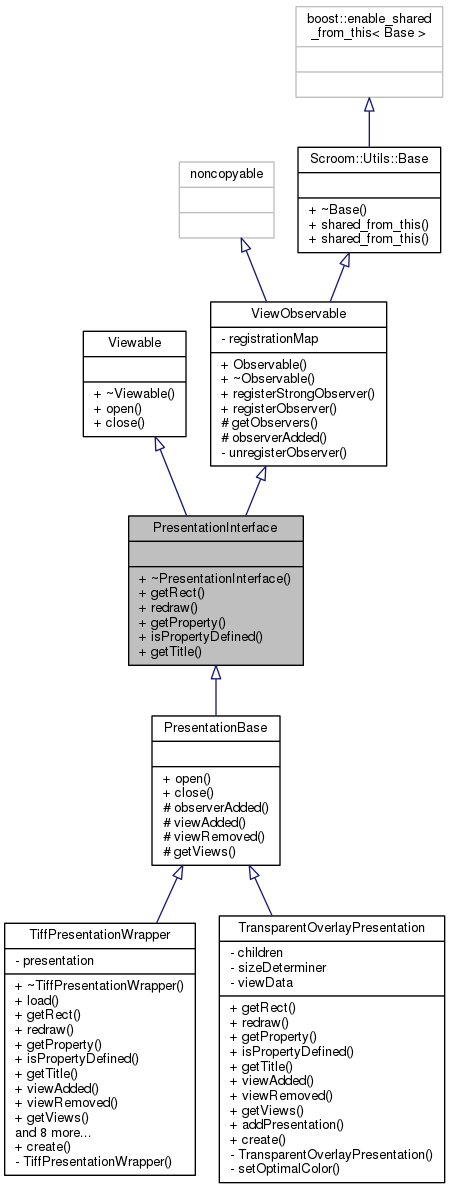 boost::enable_shared
_from_this< Base >
Scroom::Utils::Base
+ ~Base()
+ shared_from_this()
+ shared_from_this()
noncopyable
ViewObservable
- registrationMap
+ Observable()
+ ~Observable()
+ registerStrongObserver()
+ registerObserver()
# getObservers()
# observerAdded()
- unregisterObserver()
Viewable
+ ~Viewable()
+ open()
+ close()
PresentationInterface
+ ~PresentationInterface()
+ getRect()
+ redraw()
+ getProperty()
+ isPropertyDefined()
+ getTitle()
PresentationBase
+ open()
+ close()
# observerAdded()
# viewAdded()
# viewRemoved()
# getViews()
TiffPresentationWrapper
- presentation
+ ~TiffPresentationWrapper()
+ load()
+ getRect()
+ redraw()
+ getProperty()
+ isPropertyDefined()
+ getTitle()
+ viewAdded()
+ viewRemoved()
+ getViews()
and 8 more...
+ create()
- TiffPresentationWrapper()
TransparentOverlayPresentation
- children
- sizeDeterminer
- viewData
+ getRect()
+ redraw()
+ getProperty()
+ isPropertyDefined()
+ getTitle()
+ viewAdded()
+ viewRemoved()
+ getViews()
+ addPresentation()
+ create()
- TransparentOverlayPresentation()
- setOptimalColor()